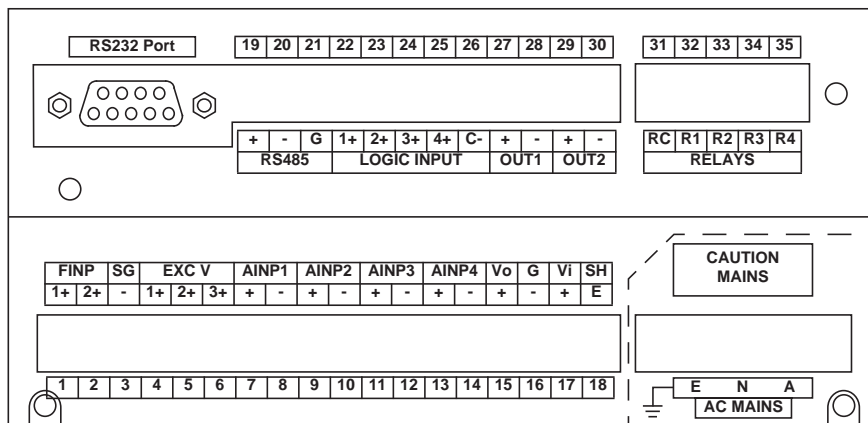 RS232 Port
19 20 21 22 23 24 25 26 27 28 29 30
31 32 33 34 35
+ - G 1+ 2+ 3+ 4+ C- + - + -
RS485 LOGIC INPUT OUT1 OUT2
RC R1 R2 R3 R4
RELAYS
CAUTION
MAINS
FINP SG EXC V AINP1 AINP2 AINP3 AINP4 Vo G Vi SH
1+ 2+ - 1+ 2+ 3+ + - + - + - + - + - + E
1 2 3 4 5 6 7 8 9 10 11 12 13 14 15 16 17 18
E N A
AC MAINS